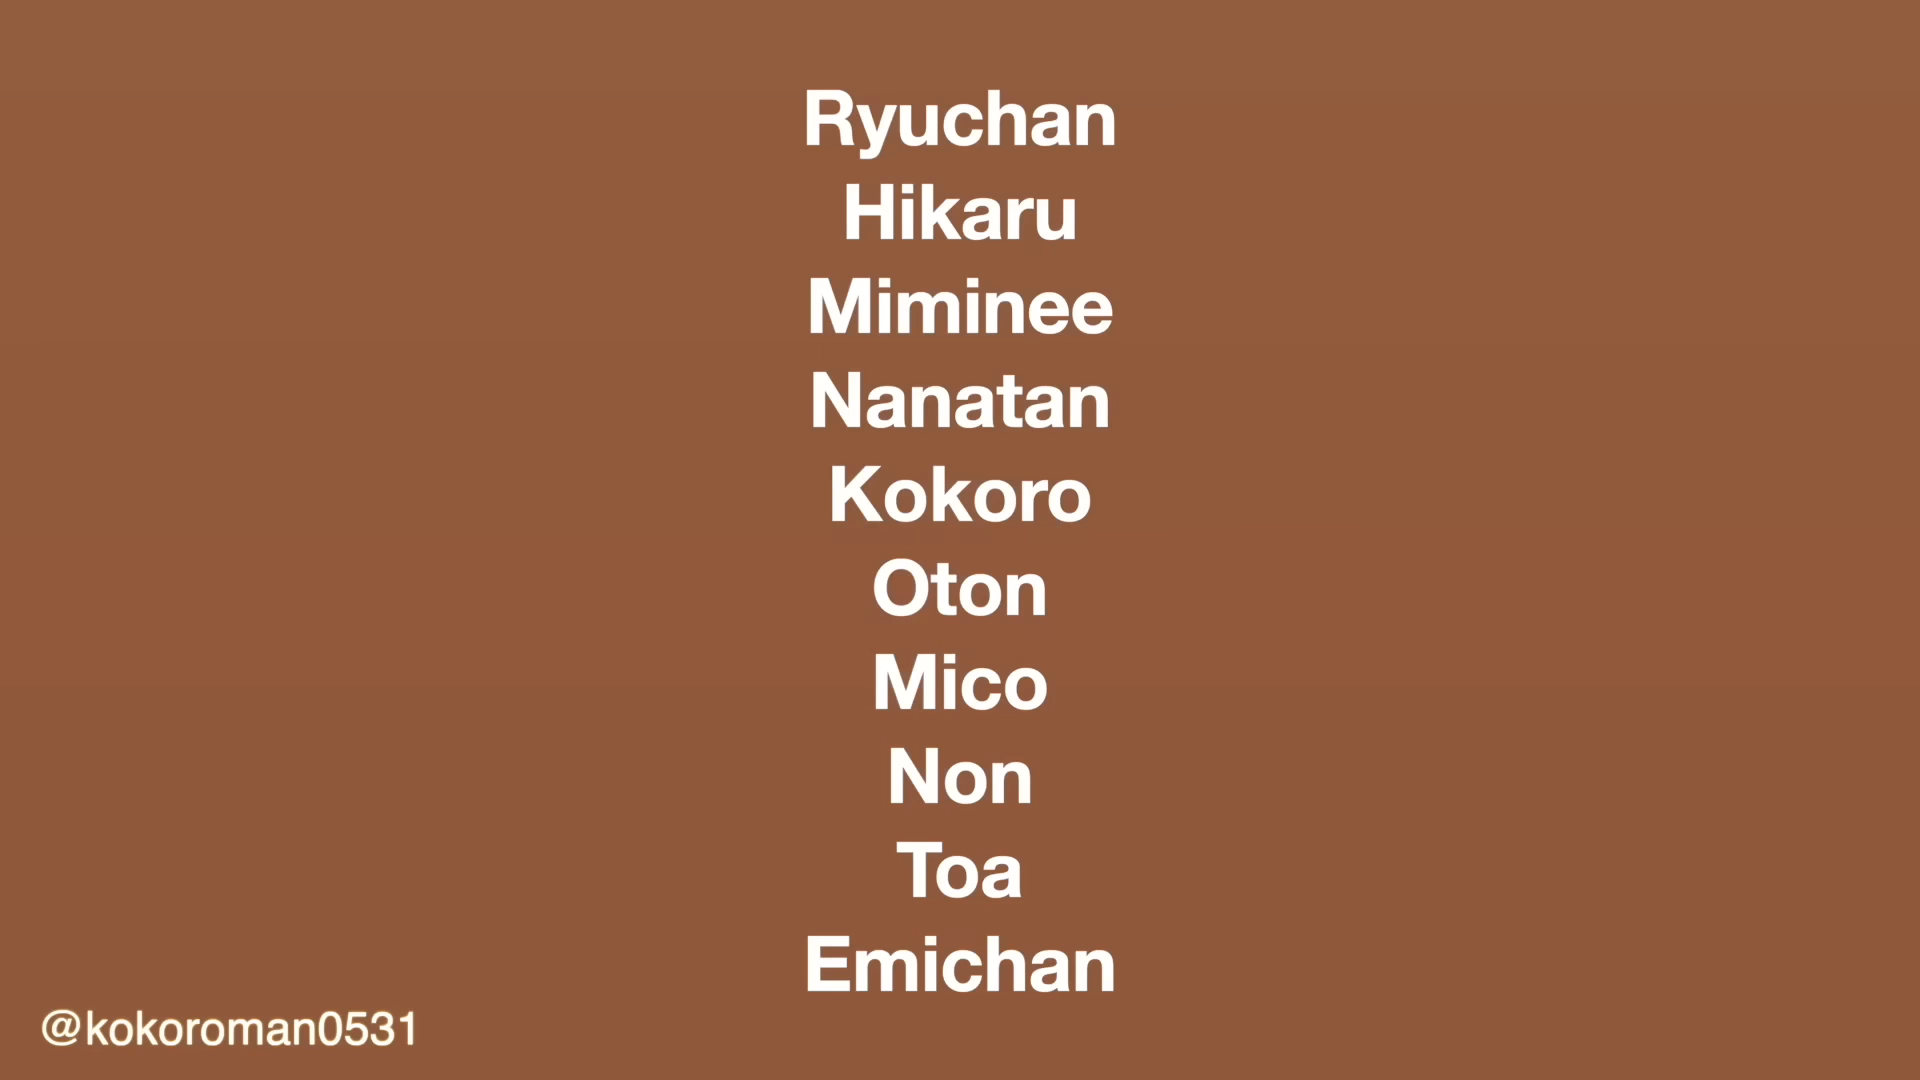 Ryuchan
Hikaru
Miminee
Nanatan
Kokoro
Oton
Mico
Non
Toa
Emichan
@kokoroman0531